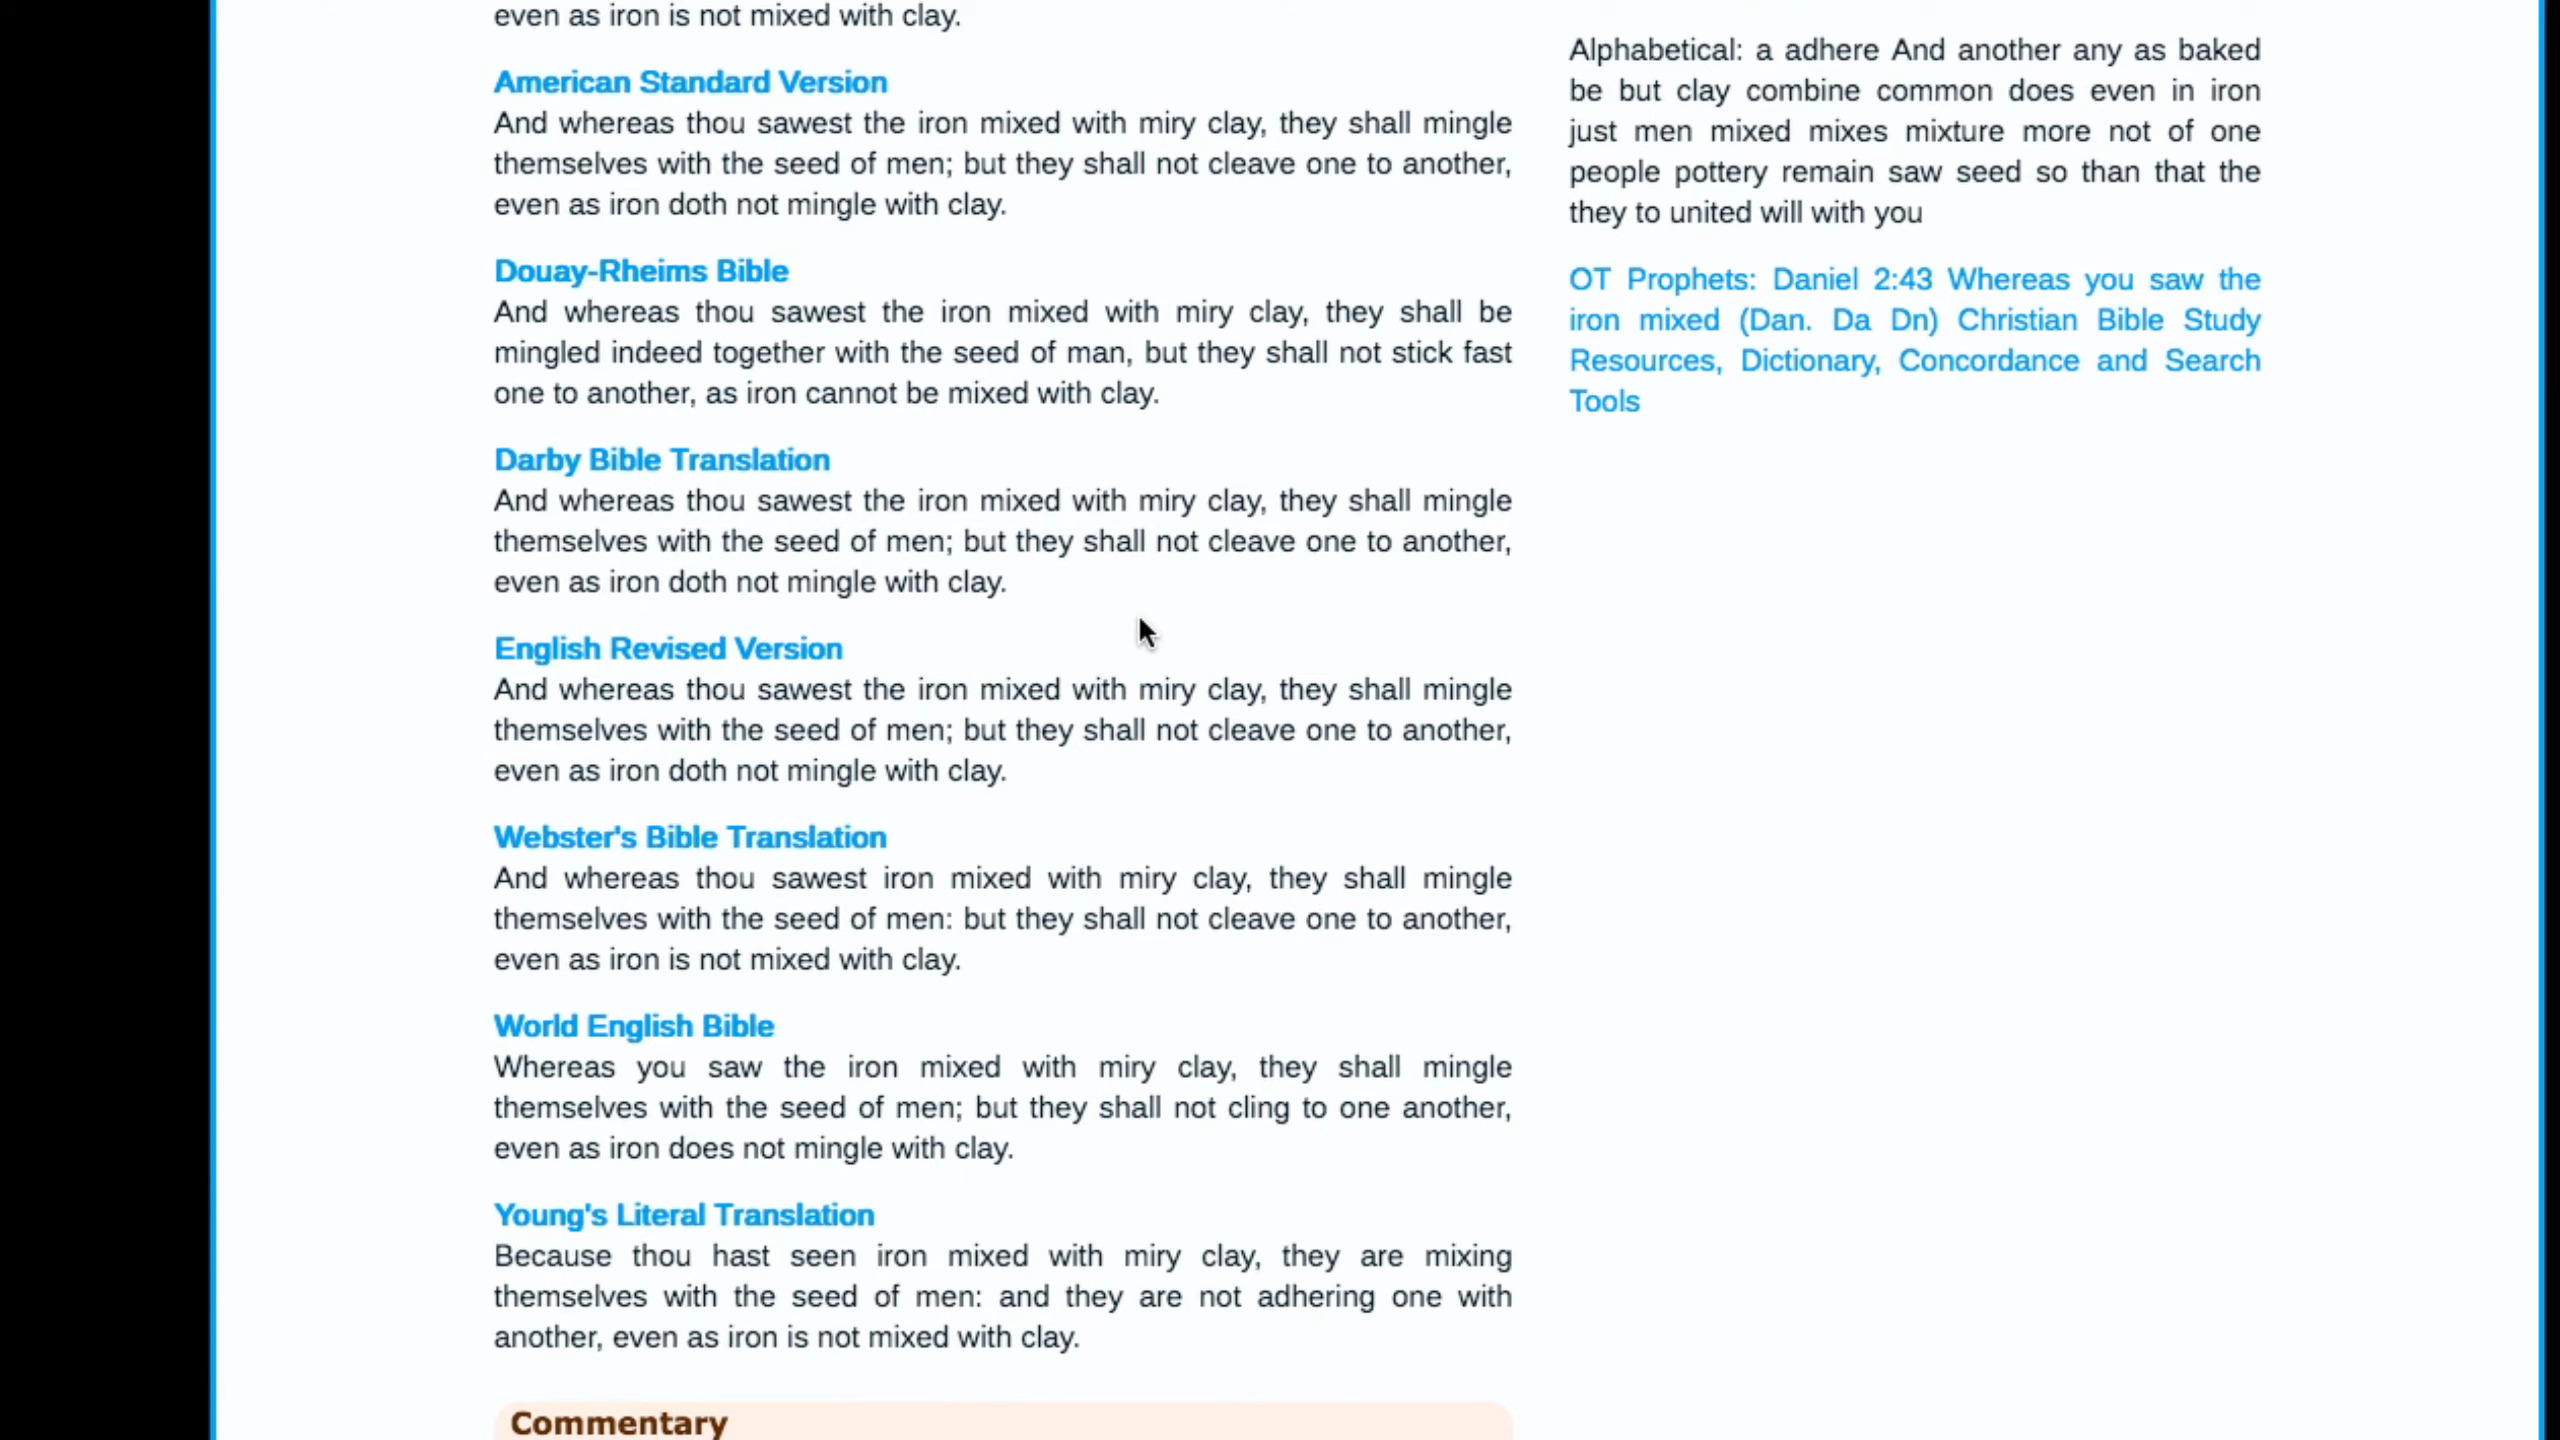 even as iron is not mixed with clay.
American Standard Version
And whereas thou sawest the iron mixed with miry clay, they shall mingle
themselves with the seed of men; but they shall not cleave one to another,
even as iron doth not mingle with clay.
Douay-Rheims Bible
And whereas thou sawest the iron mixed with miry clay, they shall be
mingled indeed together with the seed of man, but they shall not stick fast
one to another, as iron cannot be mixed with clay.
Darby Bible Translation
And whereas thou sawest the iron mixed with miry clay, they shall mingle
themselves with the seed of men; but they shall not cleave one to another,
even as iron doth not mingle with clay.
English Revised Version
And whereas thou sawest the iron mixed with miry clay, they shall mingle
themselves with the seed of men; but they shall not cleave one to another,
even as iron doth not mingle with clay.
Webster's Bible Translation
And whereas thou sawest iron mixed with miry clay, they shall mingle
themselves with the seed of men: but they shall not cleave one to another,
even as iron is not mixed with clay.
World English Bible
Whereas you saw the iron mixed with miry clay, they shall mingle
themselves with the seed of men; but they shall not cling to one another,
even as iron does not mingle with clay.
Young's Literal Translation
Because thou hast seen iron mixed with miry clay, they are mixing
themselves with the seed of men: and they are not adhering one with
another, even as iron is not mixed with clay.
Commentary
Alphabetical: a adhere And another any as baked
be but clay combine common does even in iron
just men mixed mixes mixture more not of one
people pottery remain saw seed so than that the
they to united will with you
OT Prophets: Daniel 2:43 Whereas you saw the
iron mixed (Dan. Da Dn) Christian Bible Study
Resources, Dictionary, Concordance and Search
Tools